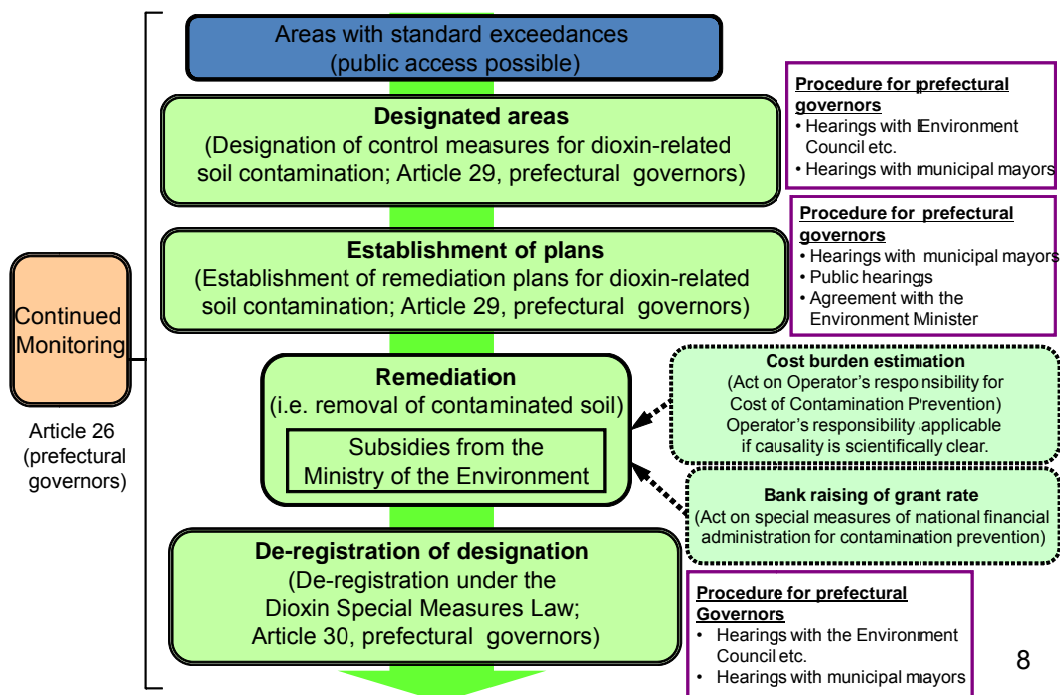 Areas with standard exceedances
(public access possible)
Designated areas
(Designation of control measures for dioxin-related
soil contamination; Article 29, prefectural governors)
Procedure for prefectural
governors
• Hearings with Environment
Council etc.
• Hearings with municipal mayors
Establishment of plans
(Establishment of remediation plans for dioxin-related
soil contamination; Article 29, prefectural governors)
Procedure for prefectural
governors
• Hearings with municipal mayors
• Public hearings
• Agreement with the
Environment Minister
Continued
Monitoring
Article 26
(prefectural
governors)
Remediation
(i.e. removal of contaminated soil)
Subsidies from the
Ministry of the Environment
Cost burden estimation
(Act on Operator's responsibility for
Cost of Contamination Prevention)
Operator's responsibility applicable
if causality is scientifically clear.
Bank raising of grant rate
(Act on special measures of national financial
administration for contamination prevention)
De-registration of designation
(De-registration under the
Dioxin Special Measures Law;
Article 30, prefectural governors)
Procedure for prefectural
Governors
• Hearings with the Environment
Council etc.
• Hearings with municipal mayors
8